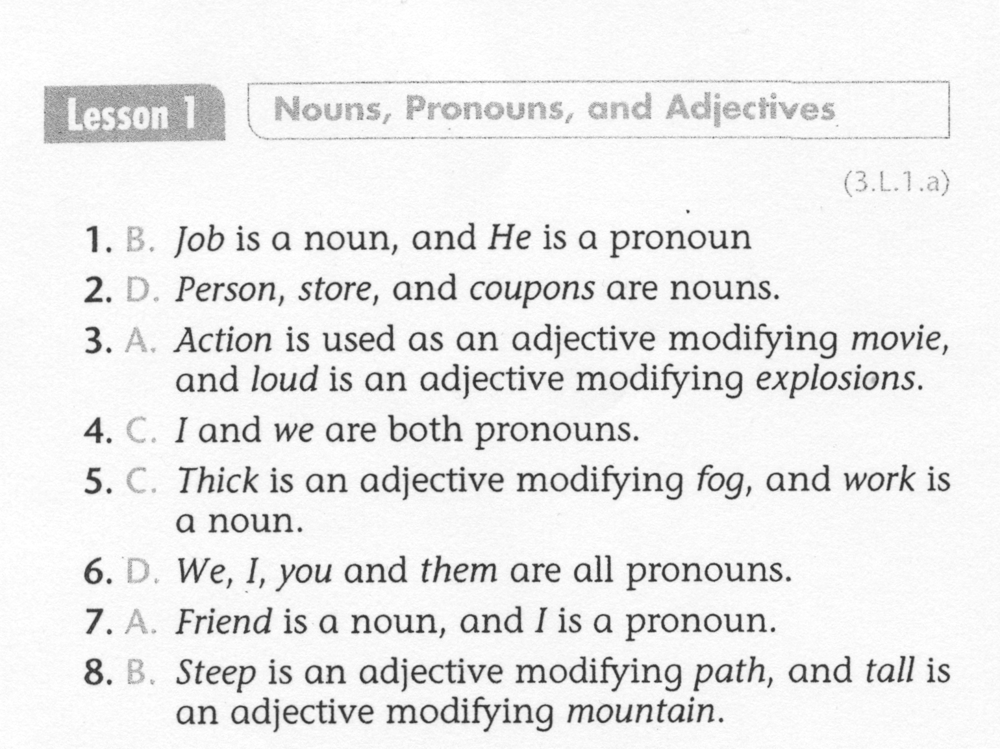 Lesson 1 Nouns, Pronouns, and Adjectives
(3.L.1.a)
1. B. Job is a noun, and He is a pronoun
2. D. Person, store, and coupons are nouns.
3. A. Action is used as an adjective modifying movie,
and loud is an adjective modifying explosions.
4. C. I and we are both pronouns.
5. C. Thick is an adjective modifying fog, and work is
a noun.
6. D. We, I, you and them are all pronouns.
7. A. Friend is a noun, and I is a pronoun.
8. B. Steep is an adjective modifying path, and tall is
an adjective modifying mountain.